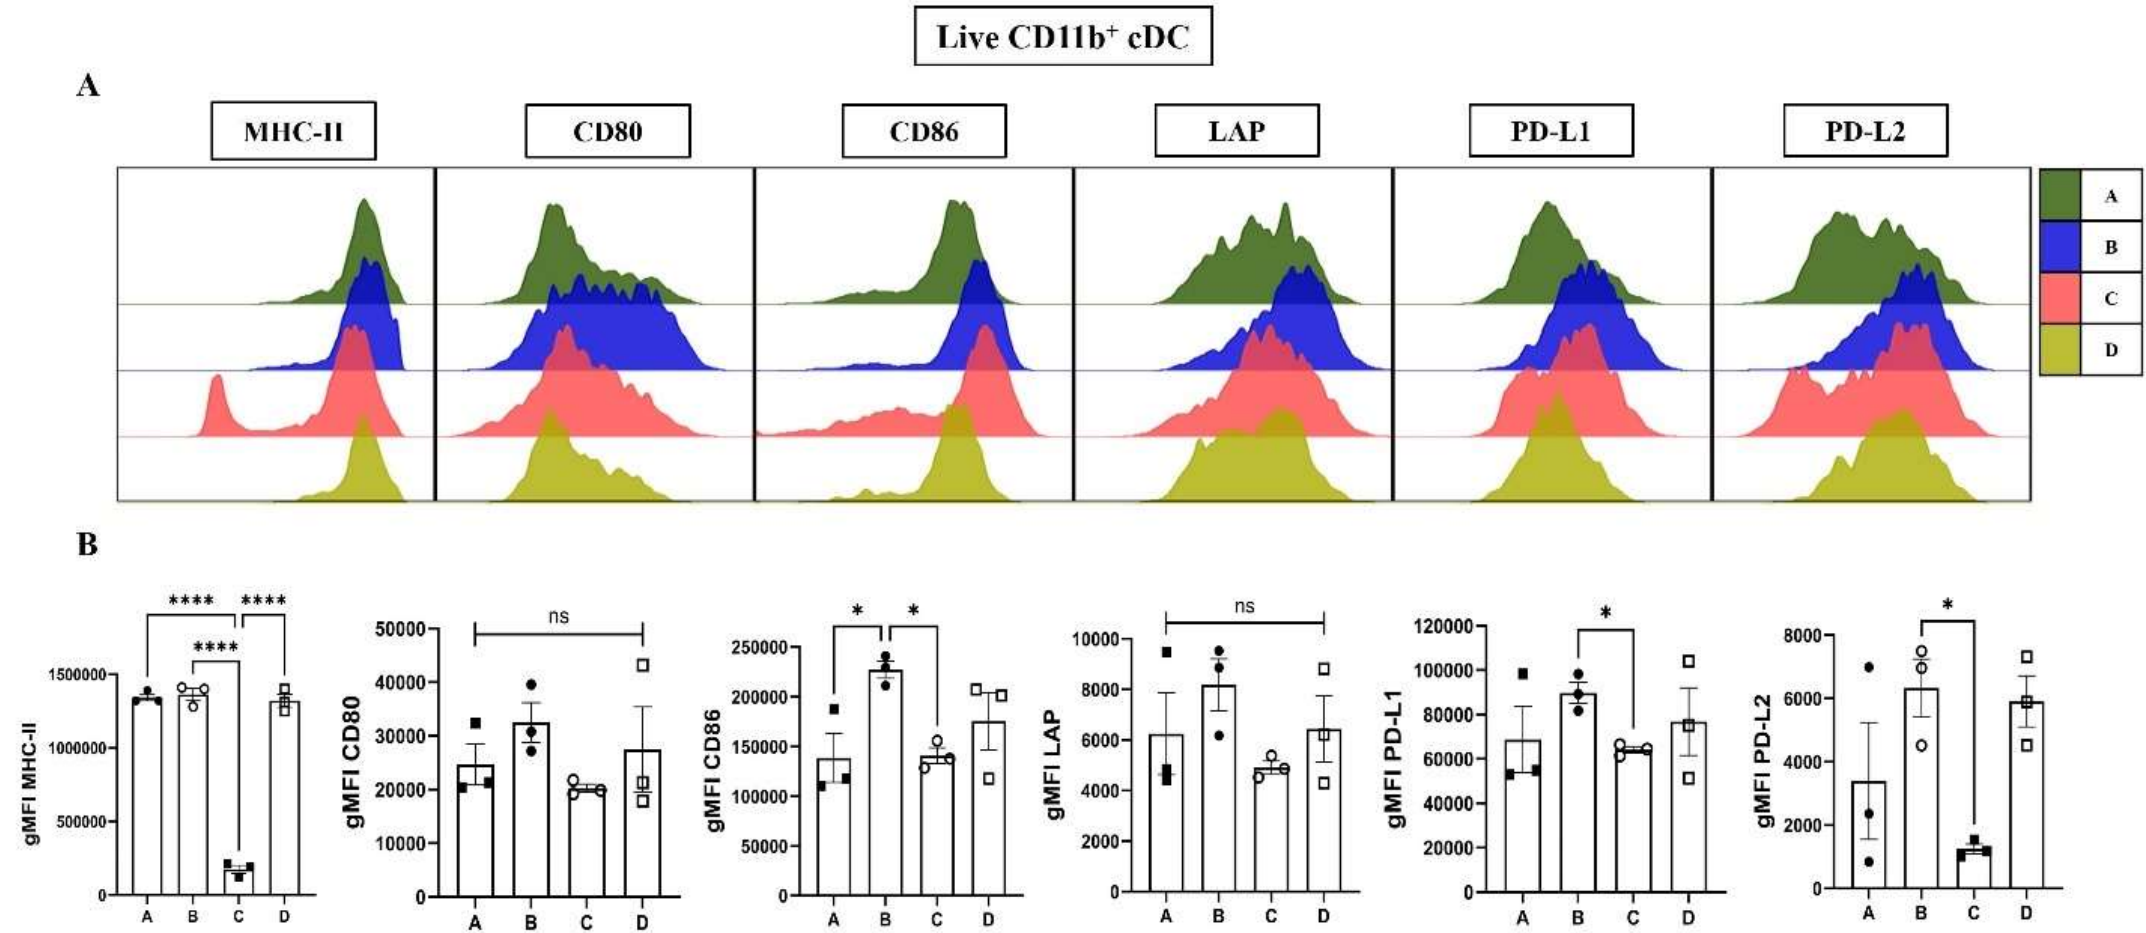 Live CD11b⁺ cDC
A
MHC-II
CD80
CD86
LAP
PD-L1
PD-L2
A
B
C
D
B
gMFI MHC-II
1500000
1000000
500000
0
****
****
****
A B C D
gMFI CD80
50000
40000
30000
20000
10000
0
ns
A B C D
gMFI CD86
250000
200000
150000
100000
50000
0
*
*
A B C D
gMFI LAP
10000
8000
6000
4000
2000
0
ns
A B C D
gMFI PD-L1
120000
100000
80000
60000
40000
20000
0
*
A B C D
gMFI PD-L2
8000
6000
4000
2000
0
*
A B C D